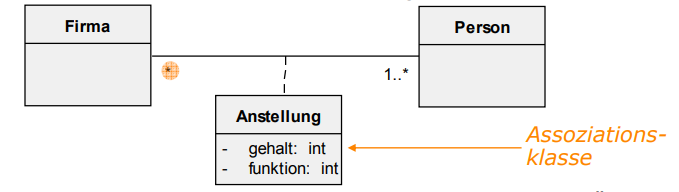 Firma
Person
*
1..*
Anstellung
- gehalt: int
- funktion: int
Assoziations-
klasse